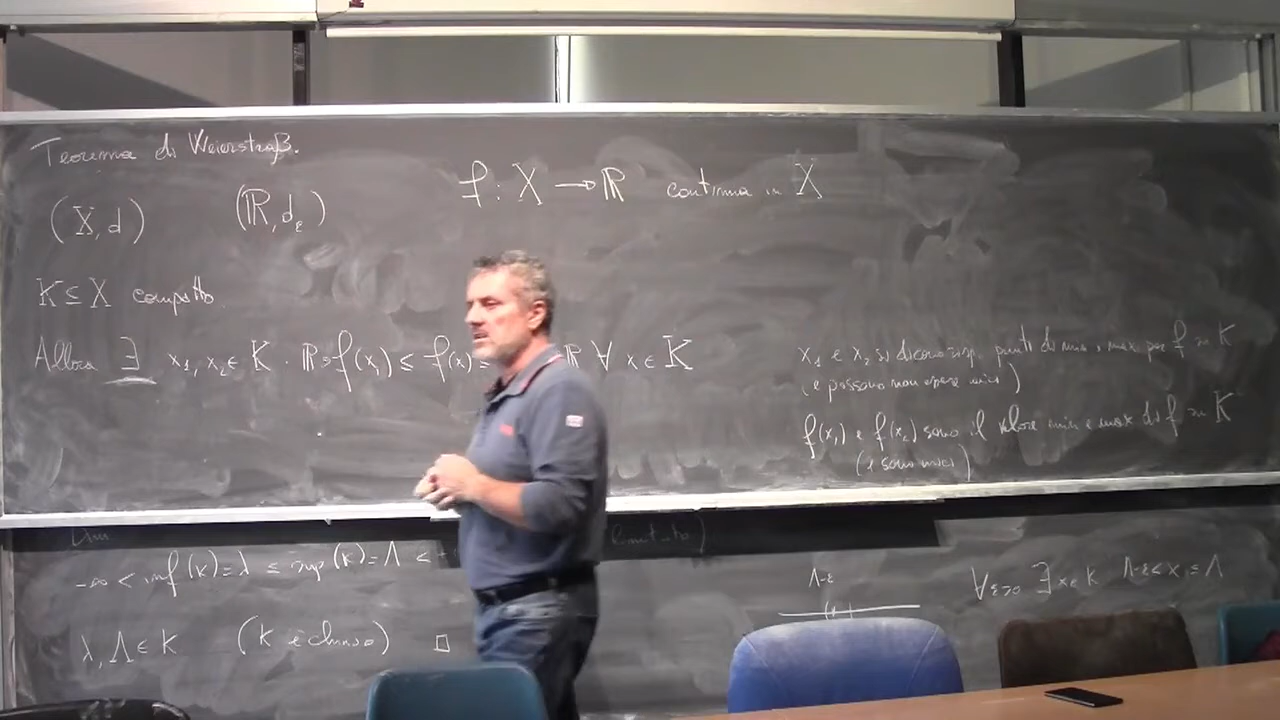 Teorema di Weierstraß.
(X, d) (ℝ, d_ε) f : X → ℝ continua in X
K ⊆ X compatto.
Allora ∃ x₁, x₂ ∈ K . ℝ ∋ f(x₁) ≤ f(x) ≤ ℝ ∀ x ∈ K
x₁ e x₂ si dicono risp. punti di min e max per f su K
(e possono non essere unici)
f(x₁) e f(x₂) sono il valore min e max di f su K
(e sono unici)
Dim limitato)
-∞ < inf(K) = λ ≤ sup(K) = Λ < +
Λ-ε
∀ε>0 ∃ x∈K Λ-ε < x ≤ Λ
λ, Λ ∈ K (K è chiuso) □